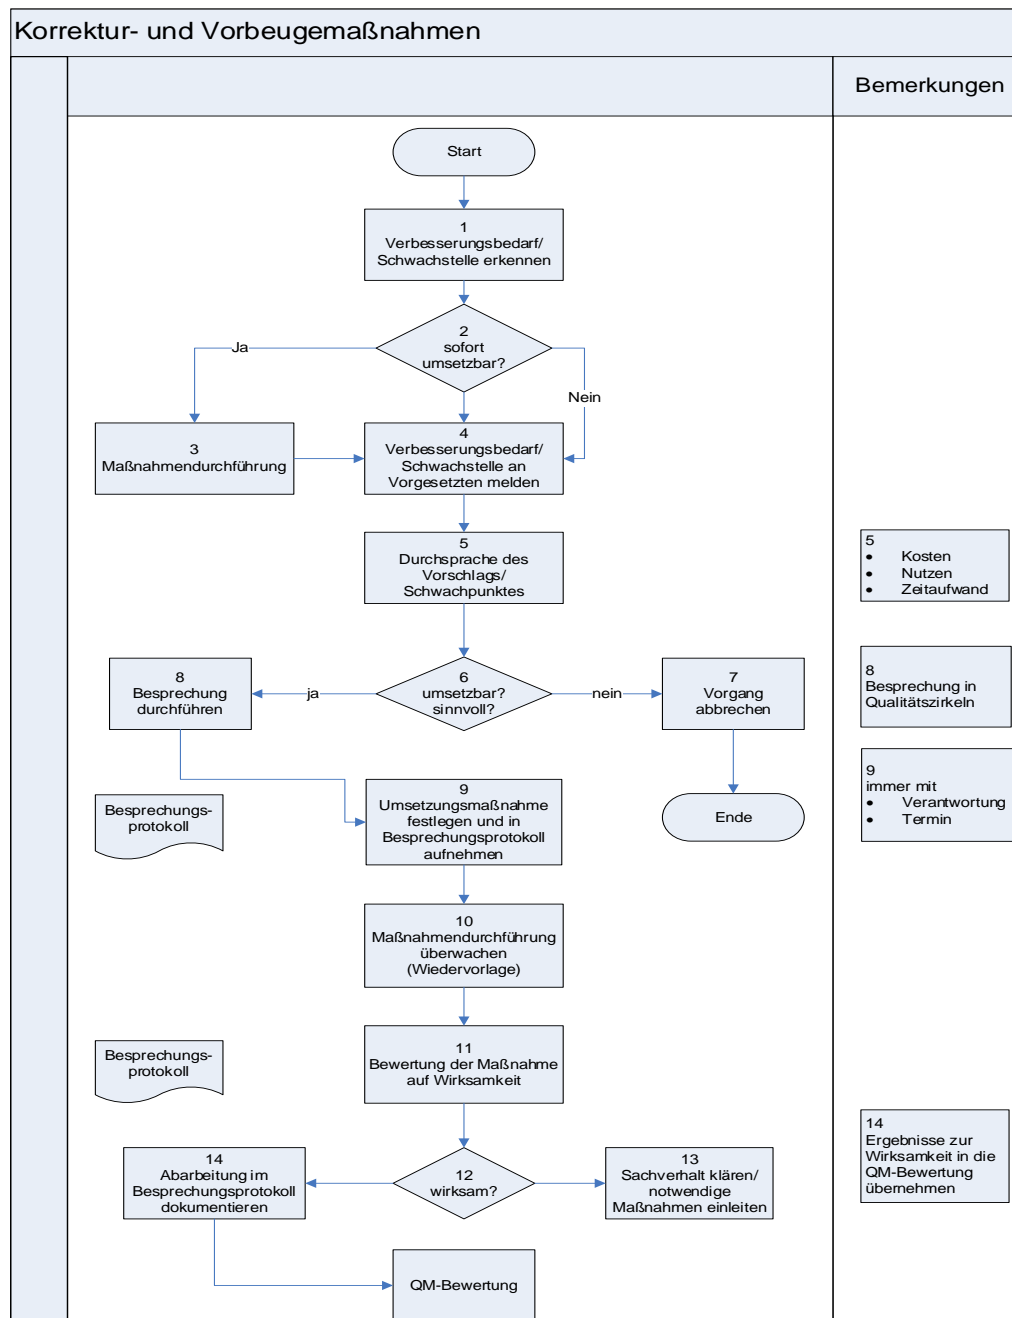 Korrektur- und Vorbeugemaßnahmen
Bemerkungen
Start
1
Verbesserungsbedarf/
Schwachstelle erkennen
2
sofort
umsetzbar?
Ja
Nein
3
Maßnahmendurchführung
4
Verbesserungsbedarf/
Schwachstelle an
Vorgesetzten melden
5
Durchsprache des
Vorschlags/
Schwachpunktes
5
• Kosten
• Nutzen
• Zeitaufwand
8
Besprechung
durchführen
ja
6
umsetzbar?
sinnvoll?
nein
7
Vorgang
abbrechen
8
Besprechung in
Qualitätszirkeln
Besprechungs-
protokoll
9
Umsetzungsmaßnahme
festlegen und in
Besprechungsprotokoll
aufnehmen
Ende
9
immer mit
• Verantwortung
• Termin
10
Maßnahmendurchführung
überwachen
(Wiedervorlage)
Besprechungs-
protokoll
11
Bewertung der Maßnahme
auf Wirksamkeit
14
Abarbeitung im
Besprechungsprotokoll
dokumentieren
12
wirksam?
13
Sachverhalt klären/
notwendige
Maßnahmen einleiten
14
Ergebnisse zur
Wirksamkeit in die
QM-Bewertung
übernehmen
QM-Bewertung